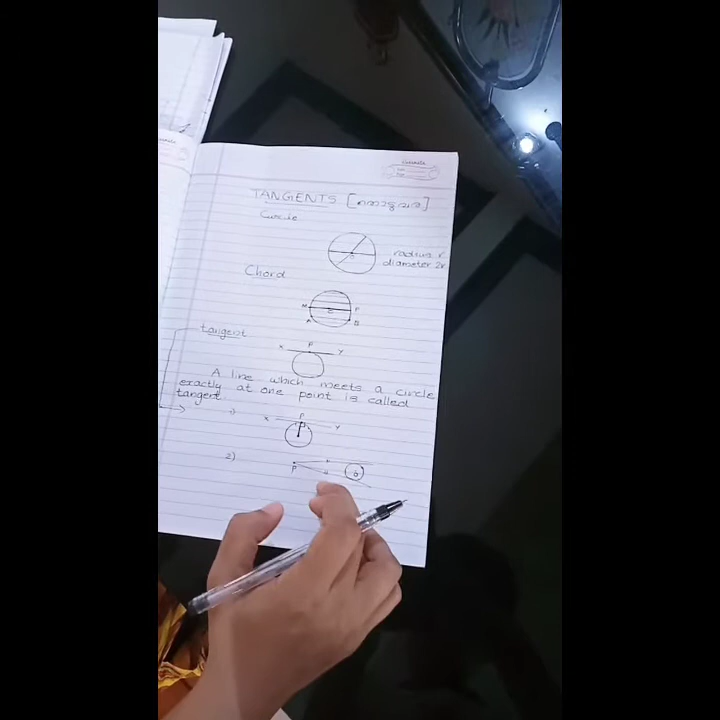 TANGENTS
Circle
radius r
diameter 2r
Chord
M P
A B
tangent
X P Y
A line which meets a circle
exactly at one point is called
tangent.
1)
X P Y
2)
P